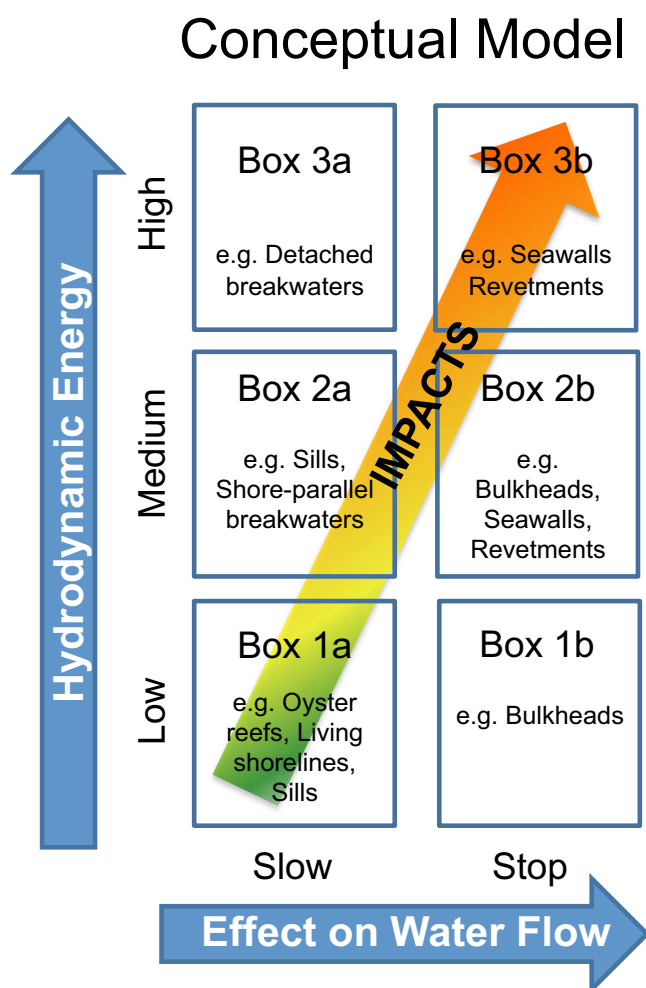 Conceptual Model
Hydrodynamic Energy
High
Box 3a
e.g. Detached
breakwaters
Box 3b
e.g. Seawalls
Revetments
IMPACTS
Medium
Box 2a
e.g. Sills,
Shore-parallel
breakwaters
Box 2b
e.g.
Bulkheads,
Seawalls,
Revetments
Low
Box 1a
e.g. Oyster
reefs, Living
shorelines,
Sills
Box 1b
e.g. Bulkheads
Slow
Stop
Effect on Water Flow